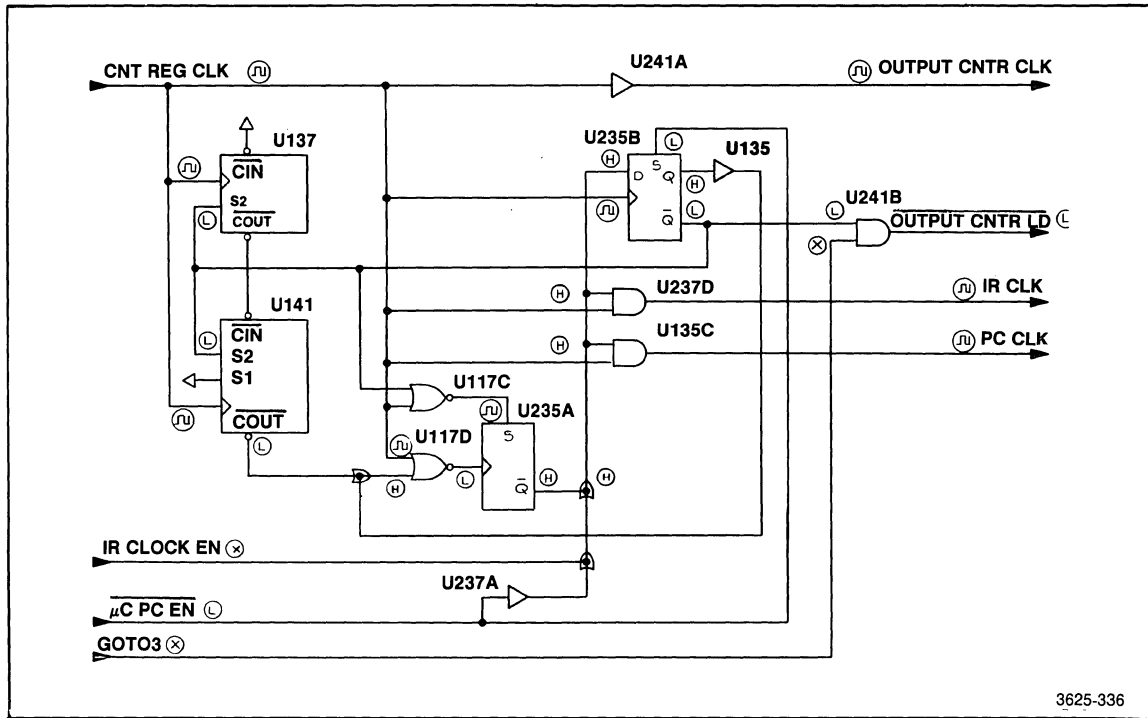 CNT REG CLK
U241A
OUTPUT CNTR CLK
U137
CIN
S2
COUT
L
U235B
L
H
D
S
Q
H
Q
L
U135
U241B
L
X
OUTPUT CNTR LD L
U141
CIN
S2
S1
COUT
L
L
H
U237D
IR CLK
H
U135C
PC CLK
U117C
U235A
S
U117D
H
L
Q
H
H
IR CLOCK EN X
U237A
μC PC EN L
GOTO3 X
3625-336